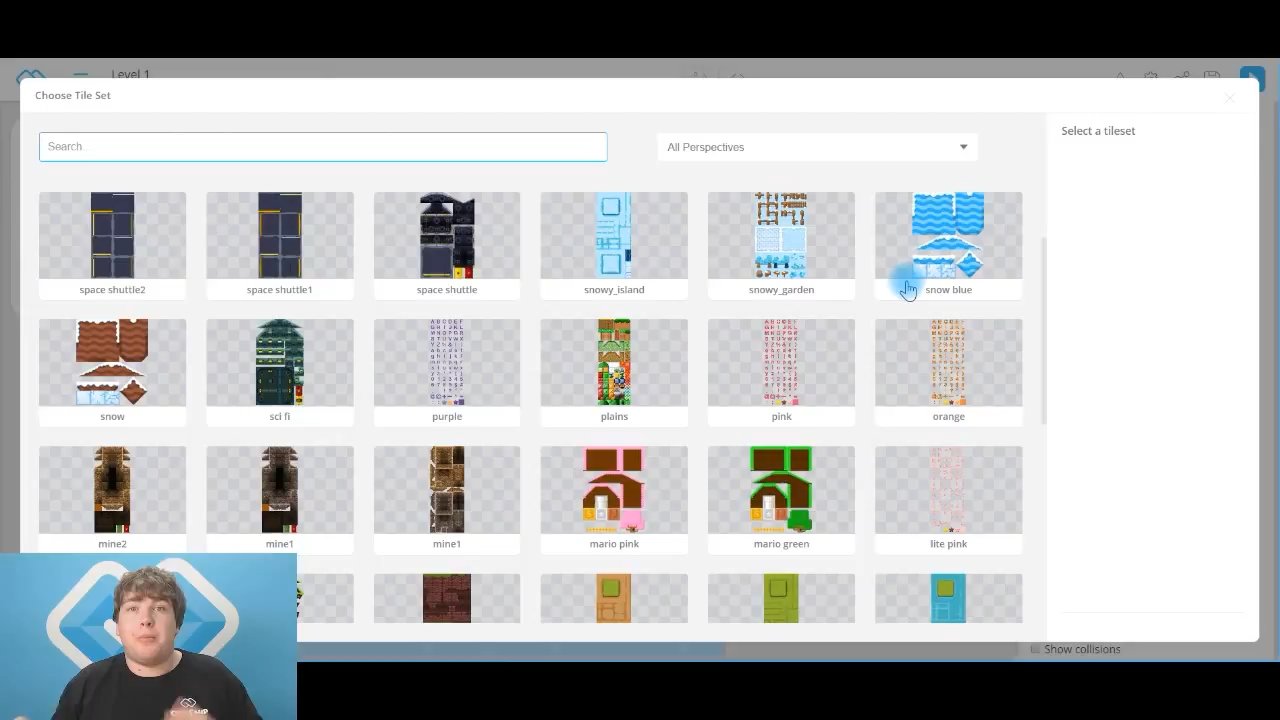 Level 1
Choose Tile Set
Search...
All Perspectives
Select a tileset
space shuttle2
space shuttle1
space shuttle
snowy_island
snowy_garden
snow blue
snow
sci fi
purple
plains
pink
orange
mine2
mine1
mine1
mario pink
mario green
lite pink
Show collisions